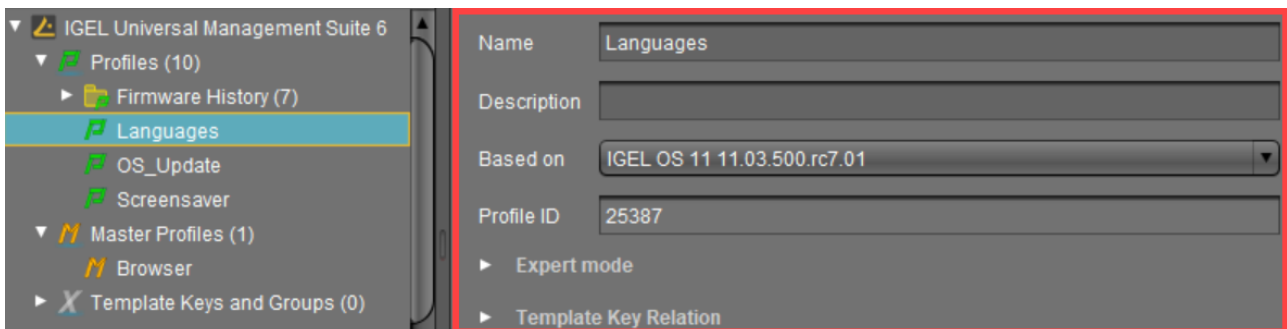 IGEL Universal Management Suite 6
Profiles (10)
Firmware History (7)
Languages
OS_Update
Screensaver
Master Profiles (1)
Browser
Template Keys and Groups (0)
Name
Languages
Description
Based on
IGEL OS 11 11.03.500.rc7.01
Profile ID
25387
Expert mode
Template Key Relation